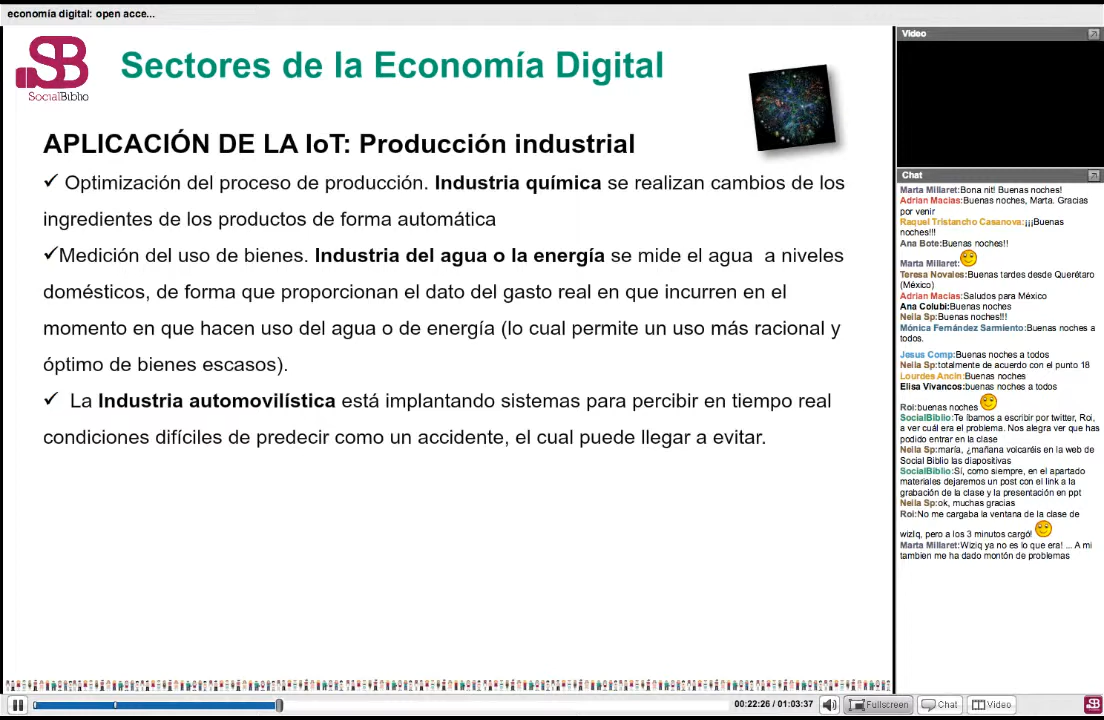 economía digital: open acce...
SB
SocialBiblio
Sectores de la Economía Digital
APLICACIÓN DE LA IoT: Producción industrial
✓ Optimización del proceso de producción. Industria química se realizan cambios de los
ingredientes de los productos de forma automática
✓Medición del uso de bienes. Industria del agua o la energía se mide el agua a niveles
domésticos, de forma que proporcionan el dato del gasto real en que incurren en el
momento en que hacen uso del agua o de energía (lo cual permite un uso más racional y
óptimo de bienes escasos).
✓ La Industria automovilística está implantando sistemas para percibir en tiempo real
condiciones difíciles de predecir como un accidente, el cual puede llegar a evitar.
Video
Chat
Marta Millaret:Bona nit! Buenas noches!
Adrian Macias:Buenas noches, Marta. Gracias
por venir
Raquel Tristancho Casanova:¡¡¡Buenas
noches!!!
Ana Bote:Buenas noches!!
Marta Millaret:
Teresa Novales:Buenas tardes desde Querétaro
(México)
Adrian Macias:Saludos para México
Ana Colubi:Buenas noches
Neila Sp:Buenas noches!!!
Mónica Fernández Sarmiento:Buenas noches a
todos.
Jesus Comp:Buenas noches a todos
Neila Sp:totalmente de acuerdo con el punto 18
Lourdes Ancin:Buenas noches
Elisa Vivancos:buenas noches a todos
Roi:buenas noches
SocialBiblio:Te íbamos a escribir por twitter, Roi,
a ver cuál era el problema. Nos alegra ver que has
podido entrar en la clase
Neila Sp:maría, ¿mañana volcaréis en la web de
Social Biblio las diapositivas
SocialBiblio:Sí, como siempre, en el apartado
materiales dejaremos un post con el link a la
grabación de la clase y la presentación en ppt
Neila Sp:ok, muchas gracias
Roi:No me cargaba la ventana de la clase de
wizIq, pero a los 3 minutos cargó!
Marta Millaret:Wiziq ya no es lo que era! ... A mi
tambien me ha dado montón de problemas
00:22:26 / 01:03:37
Fullscreen
Chat
Video
SB